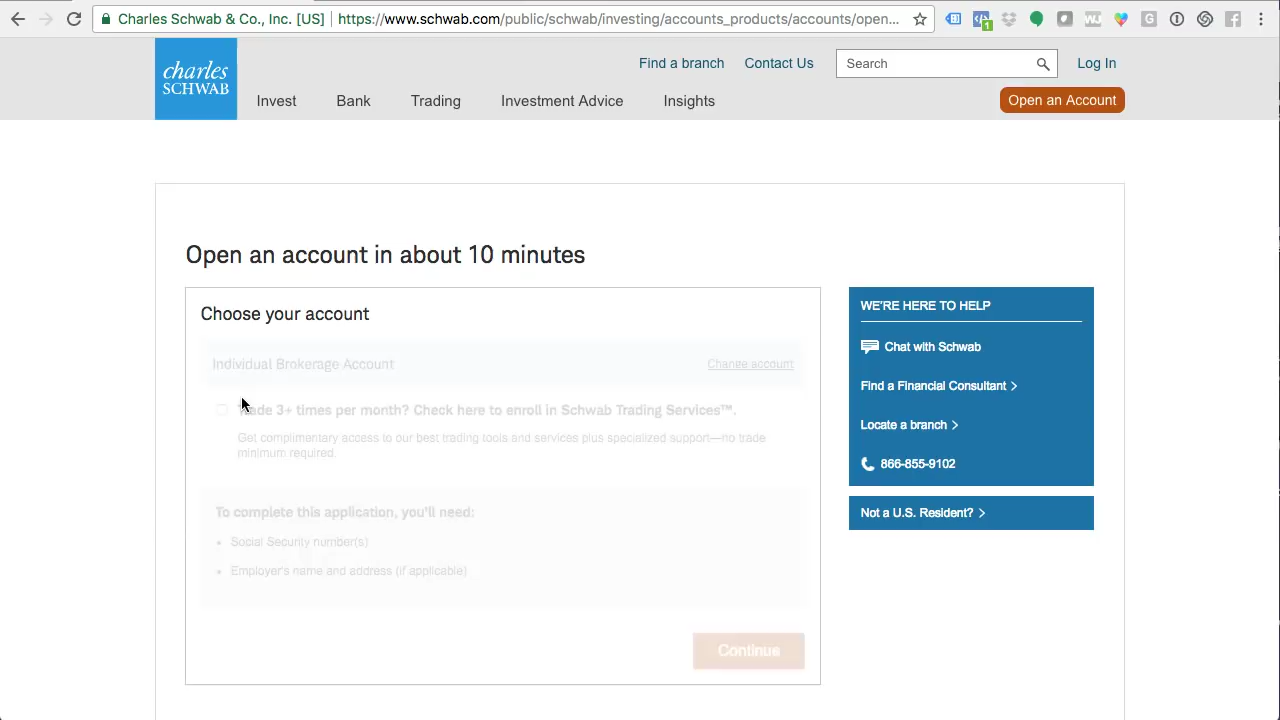 Charles Schwab & Co., Inc. [US] https://www.schwab.com/public/schwab/investing/accounts_products/accounts/open...
1
WJ
G
charles
SCHWAB
Find a branch Contact Us Search Log In
Invest Bank Trading Investment Advice Insights Open an Account
Open an account in about 10 minutes
Choose your account
Individual Brokerage Account Change account
Trade 3+ times per month? Check here to enroll in Schwab Trading Services™.
Get complimentary access to our best trading tools and services plus specialized support—no trade
minimum required.
To complete this application, you'll need:
• Social Security number(s)
• Employer's name and address (if applicable)
Continue
WE'RE HERE TO HELP
Chat with Schwab
Find a Financial Consultant >
Locate a branch >
866-855-9102
Not a U.S. Resident? >